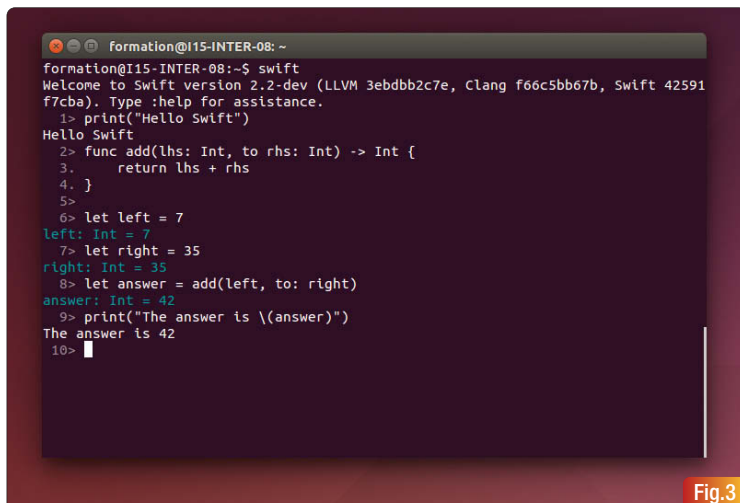 formation@I15-INTER-08: ~
formation@I15-INTER-08:~$ swift
Welcome to Swift version 2.2-dev (LLVM 3ebdbb2c7e, Clang f66c5bb67b, Swift 42591
f7cba). Type :help for assistance.
  1> print("Hello Swift")
Hello Swift
  2> func add(lhs: Int, to rhs: Int) -> Int {
  3.     return lhs + rhs
  4. }
  5>
  6> let left = 7
left: Int = 7
  7> let right = 35
right: Int = 35
  8> let answer = add(left, to: right)
answer: Int = 42
  9> print("The answer is \(answer)")
The answer is 42
 10>
Fig.3